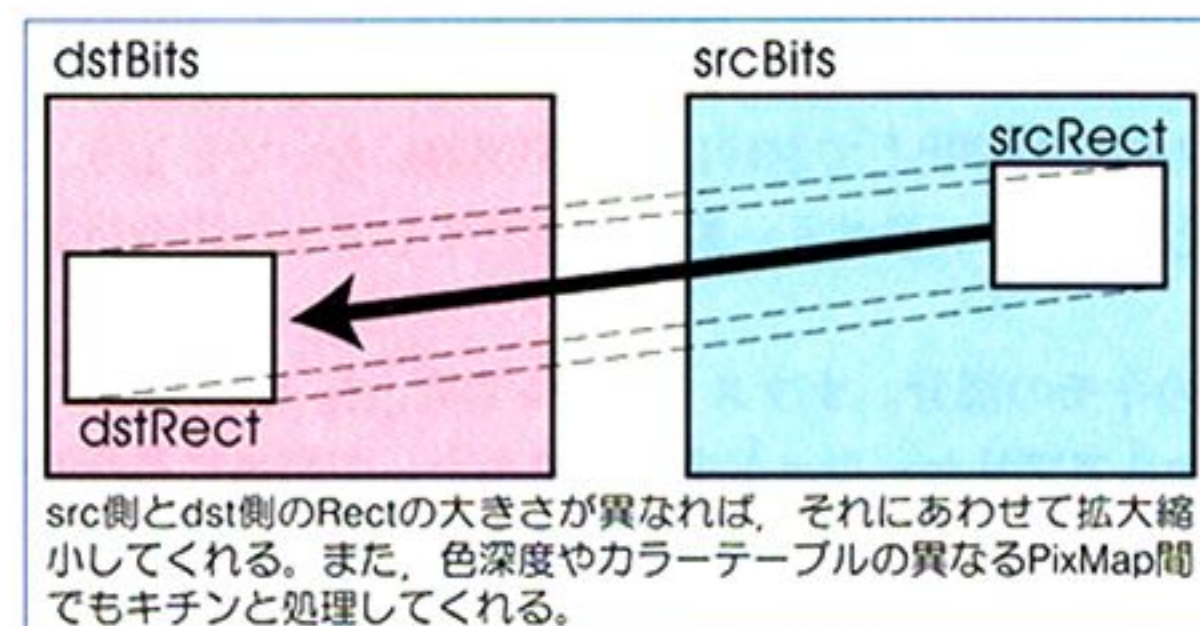 dstBits
srcBits
srcRect
dstRect
src側とdst側のRectの大きさが異なれば，それにあわせて拡大縮
小してくれる。また，色深度やカラーテーブルの異なるPixMap間
でもキチンと処理してくれる。